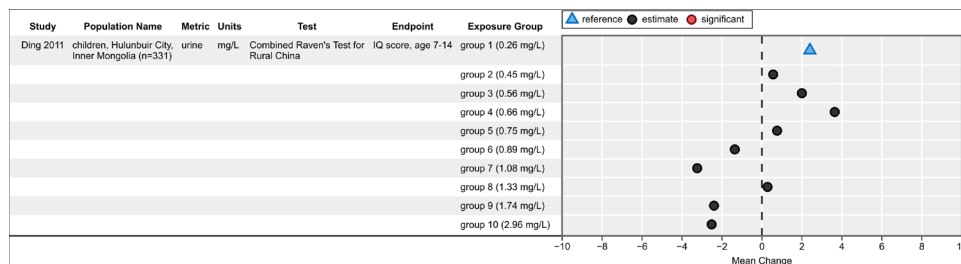 Study Population Name Metric Units Test Endpoint Exposure Group
reference estimate significant
Ding 2011 children, Hulunbuir City, urine mg/L Combined Raven's Test for IQ score, age 7-14 group 1 (0.26 mg/L)
Inner Mongolia (n=331) Rural China
group 2 (0.45 mg/L)
group 3 (0.56 mg/L)
group 4 (0.66 mg/L)
group 5 (0.75 mg/L)
group 6 (0.89 mg/L)
group 7 (1.08 mg/L)
group 8 (1.33 mg/L)
group 9 (1.74 mg/L)
group 10 (2.96 mg/L)
−10 −8 −6 −4 −2 0 2 4 6 8
Mean Change